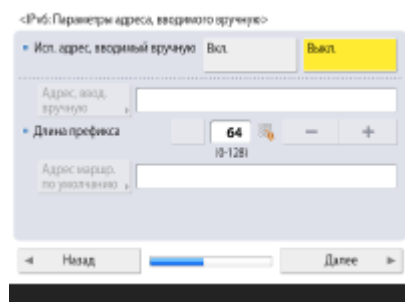 <IPv6: Параметры адреса, вводимого вручную>
Исп. адрес, вводимый вручную Вкл. Выкл.
Адрес, ввод.
вручную
Длина префикса 64 − +
(0-128)
Адрес маршр.
по умолчанию
Назад Далее